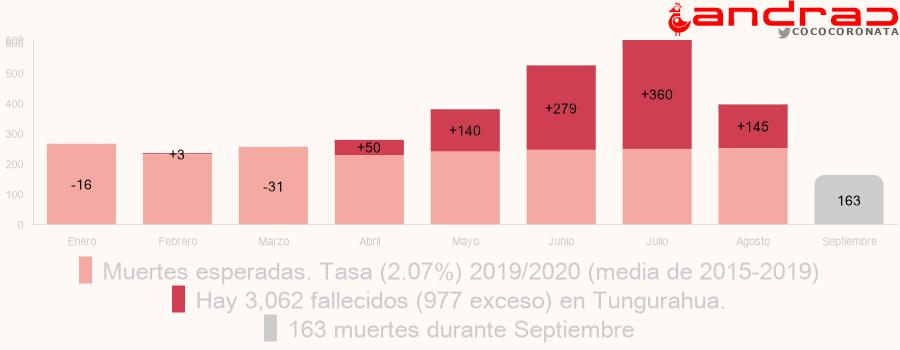 andrad
COCOCORONATA
600
500
400
300
200
100
0
-16
+3
-31
+50
+140
+279
+360
+145
163
Enero Febrero Marzo Abril Mayo Junio Julio Agosto Septiembre
Muertes esperadas. Tasa (2.07%) 2019/2020 (media de 2015-2019)
Hay 3,062 fallecidos (977 exceso) en Tungurahua.
163 muertes durante Septiembre